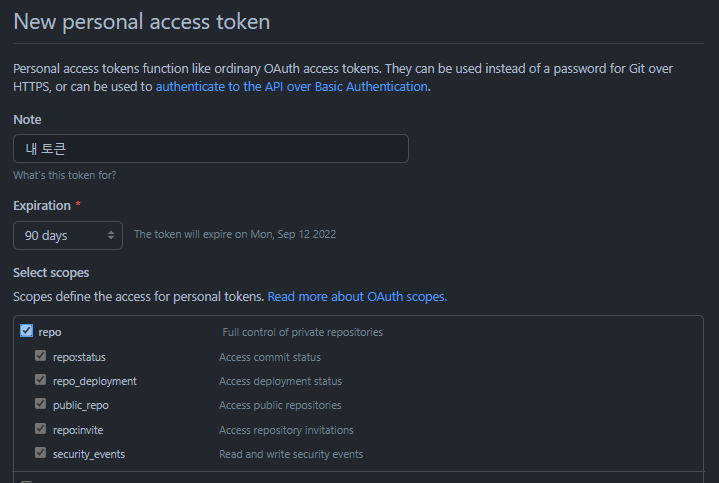 New personal access token
Personal access tokens function like ordinary OAuth access tokens. They can be used instead of a password for Git over
HTTPS, or can be used to authenticate to the API over Basic Authentication.
Note
내 토큰
What's this token for?
Expiration *
90 days The token will expire on Mon, Sep 12 2022
Select scopes
Scopes define the access for personal tokens. Read more about OAuth scopes.
repo Full control of private repositories
repo:status Access commit status
repo_deployment Access deployment status
public_repo Access public repositories
repo:invite Access repository invitations
security_events Read and write security events